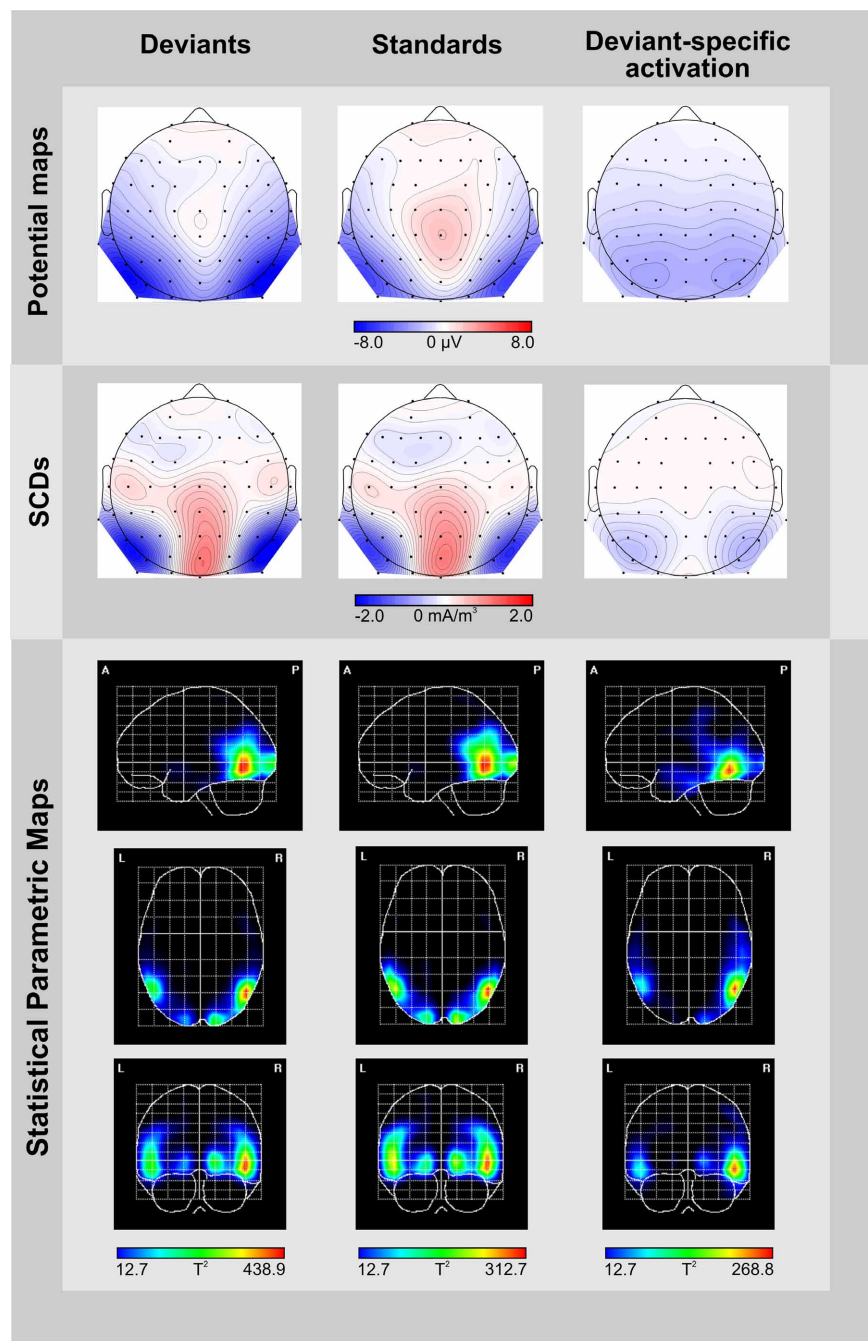 Deviants
Standards
Deviant-specific
activation
Potential maps
-8.0 0 µV 8.0
SCDs
-2.0 0 mA/m³ 2.0
Statistical Parametric Maps
A P
A P
A P
L R
L R
L R
L R
L R
L R
12.7 T² 438.9
12.7 T² 312.7
12.7 T² 268.8